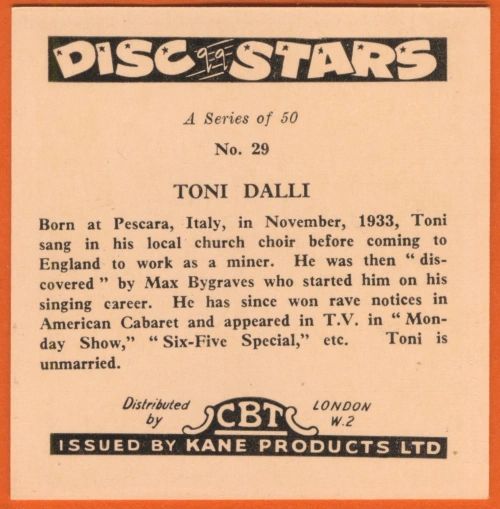 DISC STARS
A Series of 50
No. 29
TONI DALLI
Born at Pescara, Italy, in November, 1933, Toni
sang in his local church choir before coming to
England to work as a miner. He was then "dis-
covered" by Max Bygraves who started him on his
singing career. He has since won rave notices in
American Cabaret and appeared in T.V. in "Mon-
day Show," "Six-Five Special," etc. Toni is
unmarried.
Distributed by CBT LONDON W.2
ISSUED BY KANE PRODUCTS LTD